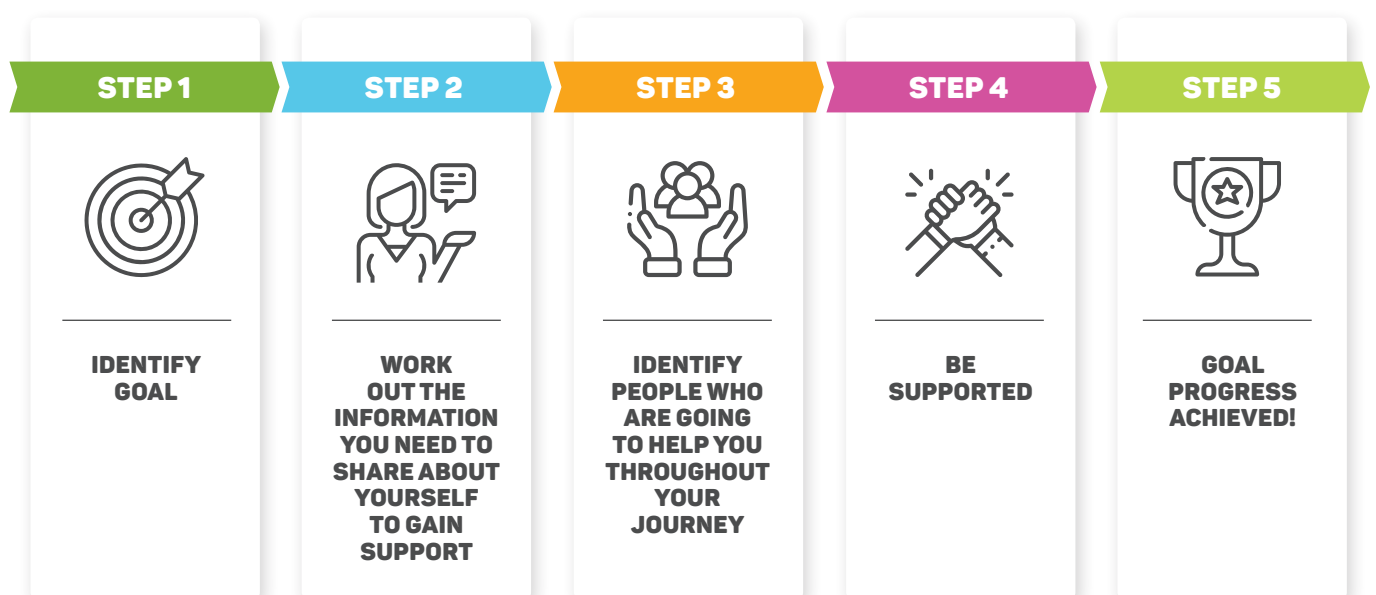 STEP 1
IDENTIFY
GOAL
STEP 2
WORK
OUT THE
INFORMATION
YOU NEED TO
SHARE ABOUT
YOURSELF
TO GAIN
SUPPORT
STEP 3
IDENTIFY
PEOPLE WHO
ARE GOING
TO HELP YOU
THROUGHOUT
YOUR
JOURNEY
STEP 4
BE
SUPPORTED
STEP 5
GOAL
PROGRESS
ACHIEVED!